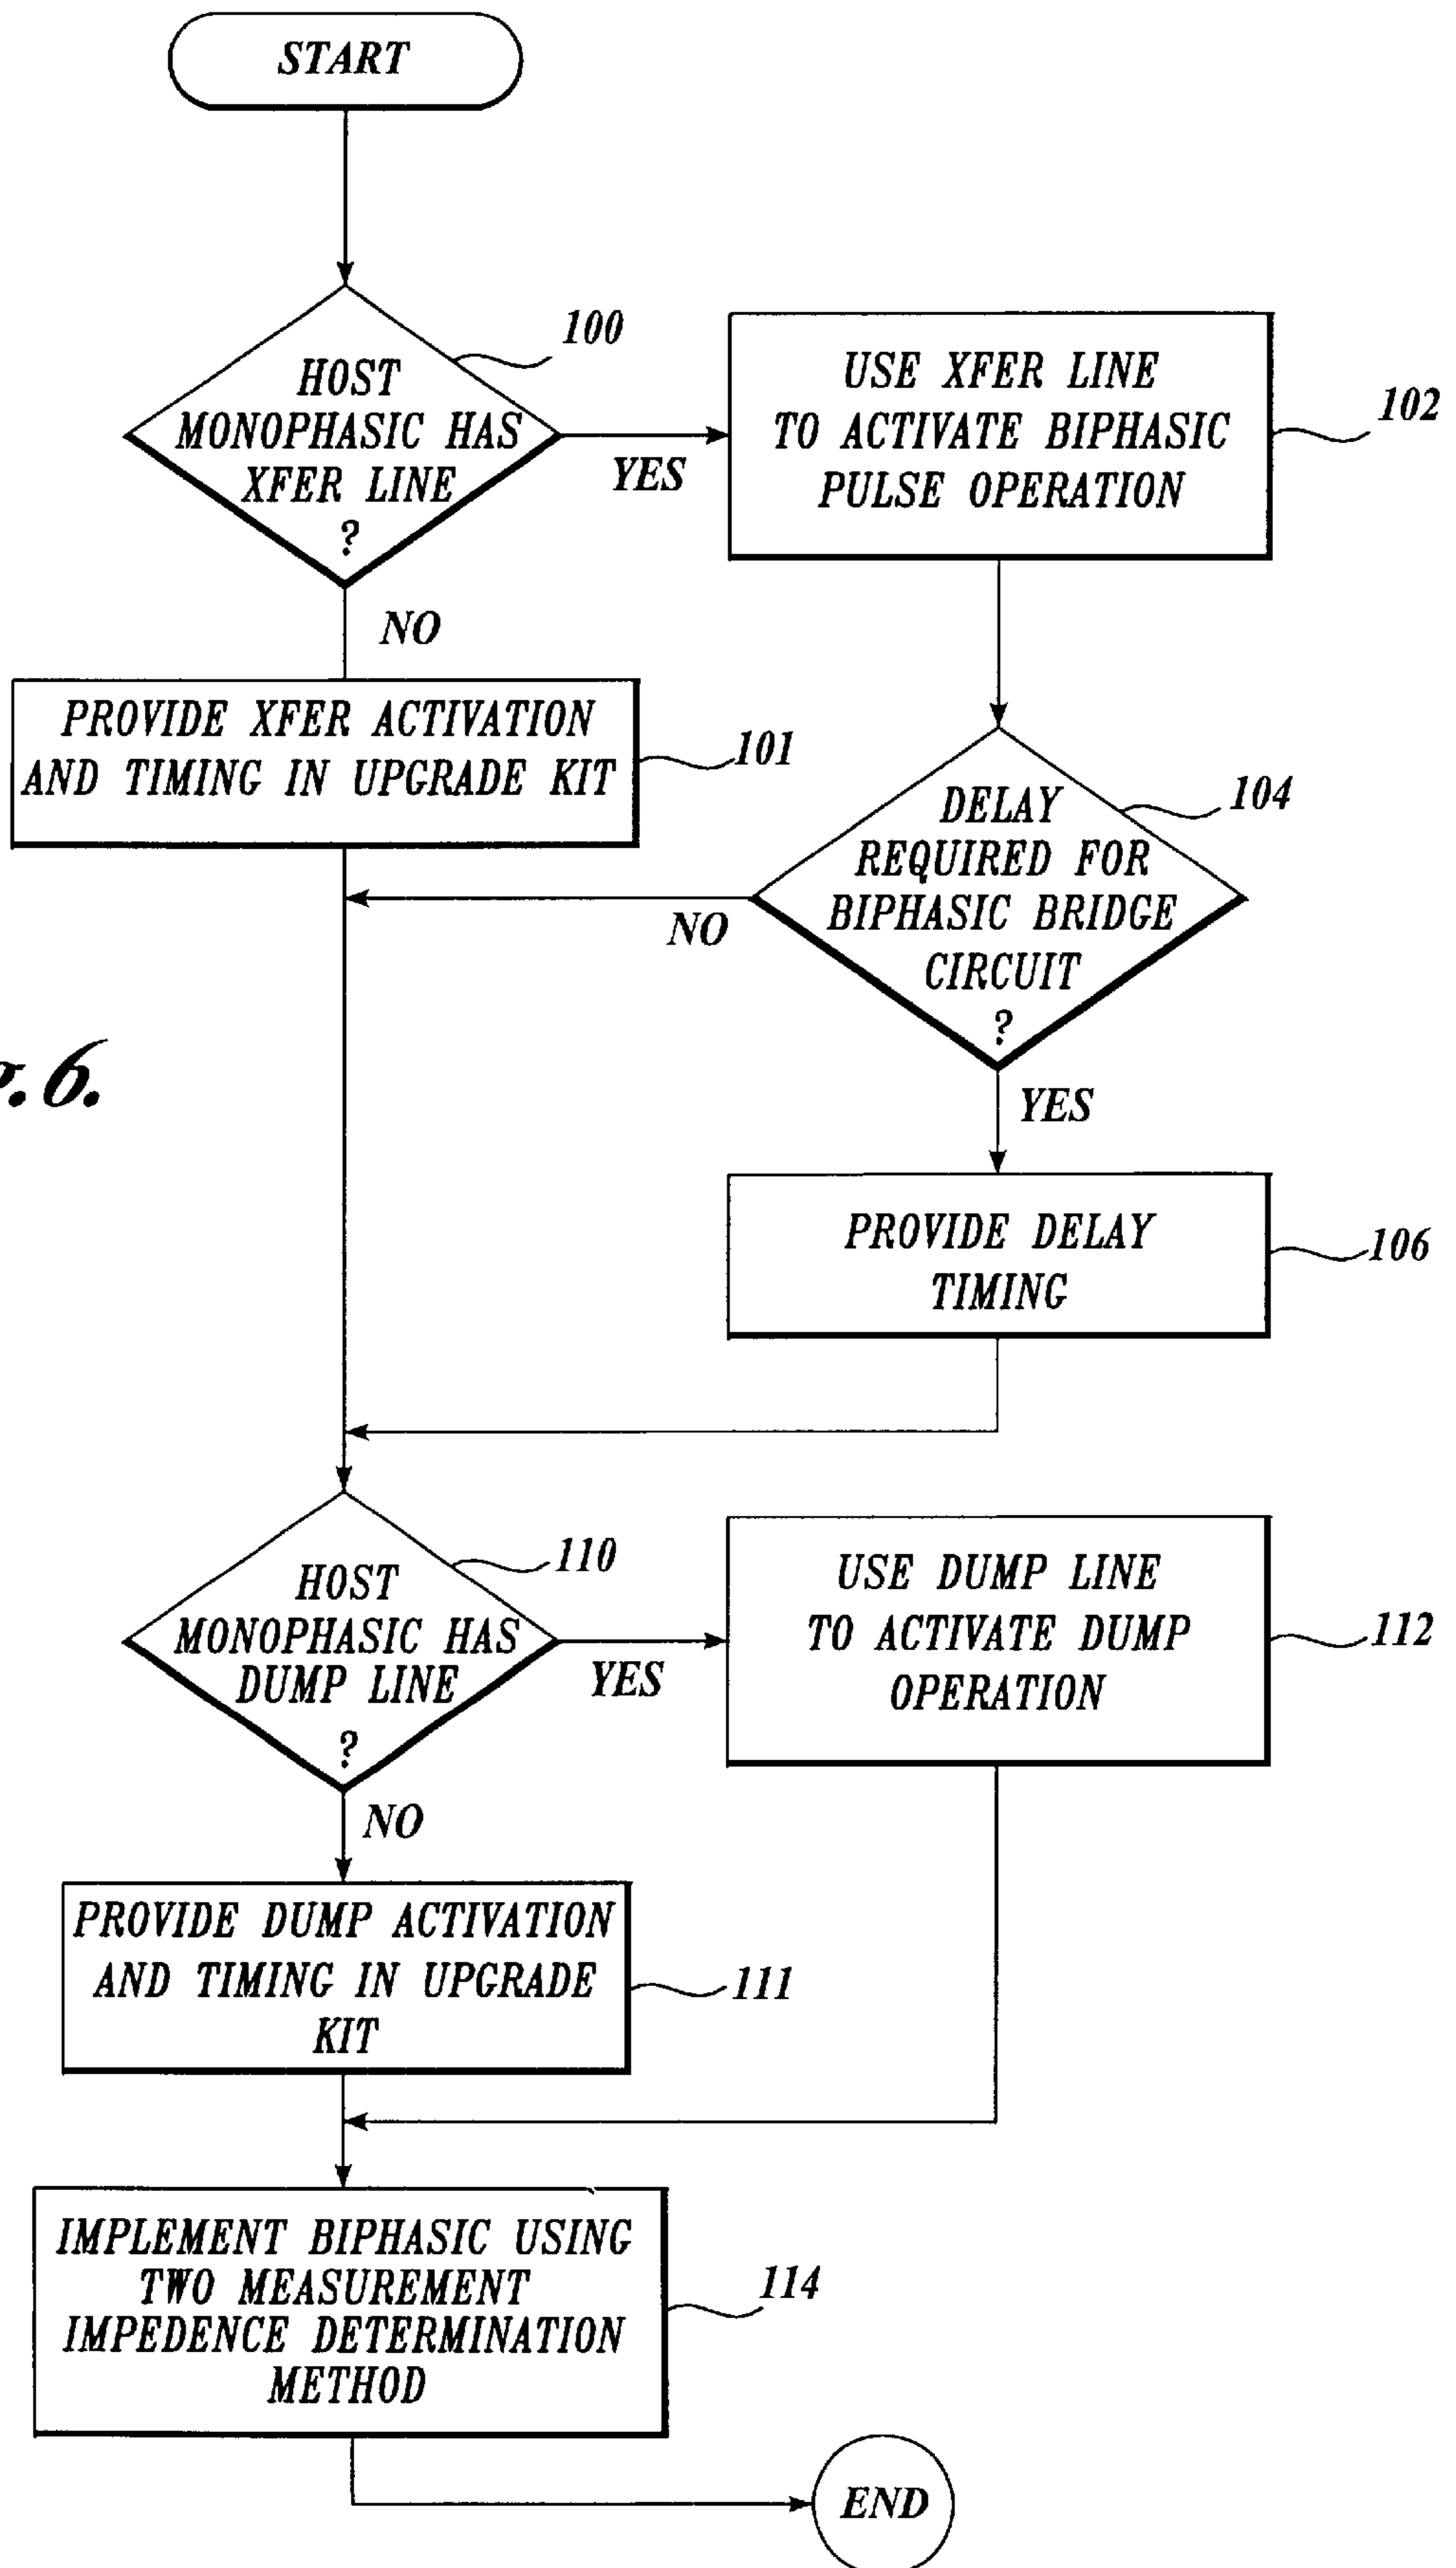 START
HOST
MONOPHASIC HAS
XFER LINE
?
100
YES
NO
USE XFER LINE
TO ACTIVATE BIPHASIC
PULSE OPERATION
102
PROVIDE XFER ACTIVATION
AND TIMING IN UPGRADE KIT
101
DELAY
REQUIRED FOR
BIPHASIC BRIDGE
CIRCUIT
?
104
NO
YES
6.
PROVIDE DELAY
TIMING
106
HOST
MONOPHASIC HAS
DUMP LINE
?
110
YES
NO
USE DUMP LINE
TO ACTIVATE DUMP
OPERATION
112
PROVIDE DUMP ACTIVATION
AND TIMING IN UPGRADE
KIT
111
IMPLEMENT BIPHASIC USING
TWO MEASUREMENT
IMPEDENCE DETERMINATION
METHOD
114
END